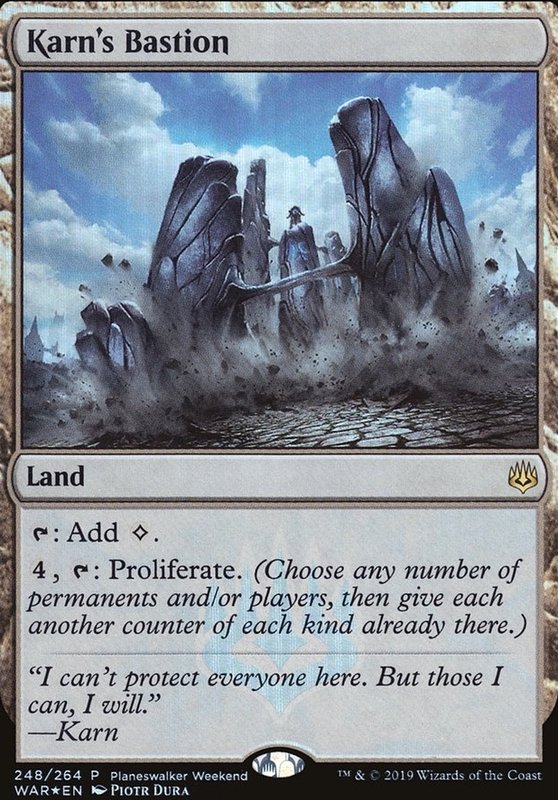 Karn's Bastion
Land
: Add .
4 , : Proliferate. (Choose any number of
permanents and/or players, then give each
another counter of each kind already there.)
“I can't protect everyone here. But those I
can, I will.”
—Karn
248/264 P Planeswalker Weekend
WAR★EN Piotr Dura
™ & © 2019 Wizards of the Coast